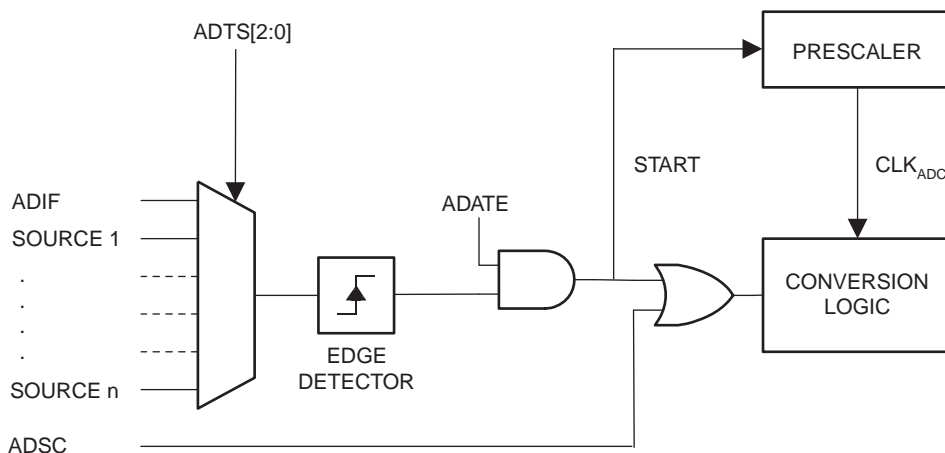 ADTS[2:0]
PRESCALER
START
CLKADC
ADIF
ADATE
SOURCE 1
.
.
.
.
CONVERSION
LOGIC
EDGE
DETECTOR
SOURCE n
ADSC